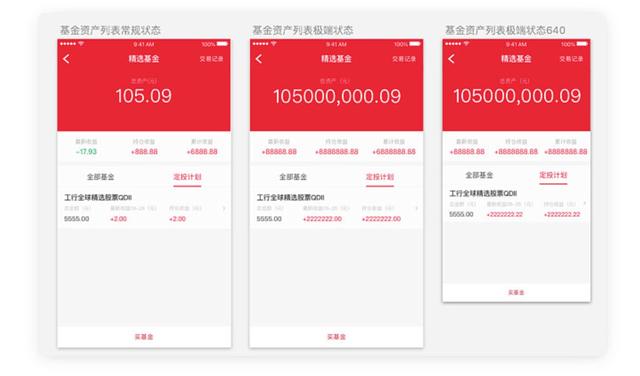 基金资产列表常规状态
9:41 AM
100%
精选基金
交易记录
总资产(元)
105.09
最新收益
持仓收益
累计收益
-17.93
+888.88
+6888.88
全部基金
定投计划
工行全球精选股票QDII
总金额（元）
最新收益06-26（元）
持仓收益（元）
5555.00
+2.00
+2.00
买基金
基金资产列表极端状态
9:41 AM
100%
精选基金
交易记录
总资产（元）
105000,000.09
最新收益
持仓收益
累计收益
+88888.88
+8888888.88
+6888888.88
全部基金
定投计划
工行全球精选股票QDII
总金额（元）
持仓收益（元）
5555.00
+2222222.00
+2222222.00
买基金
基金资产列表极端状态640
9:41 AM
100%
精选基金
交易记录
总资产（元）
105000,000.09
最新收益
持仓收益
累计收益
+88888.88
+8888888.88
+8888888.88
全部基金
定投计划
工行全球精选股票QDII
总金额（元）
持仓收益（元）
5555.00
+2222222.22
+2222222.22
买基金